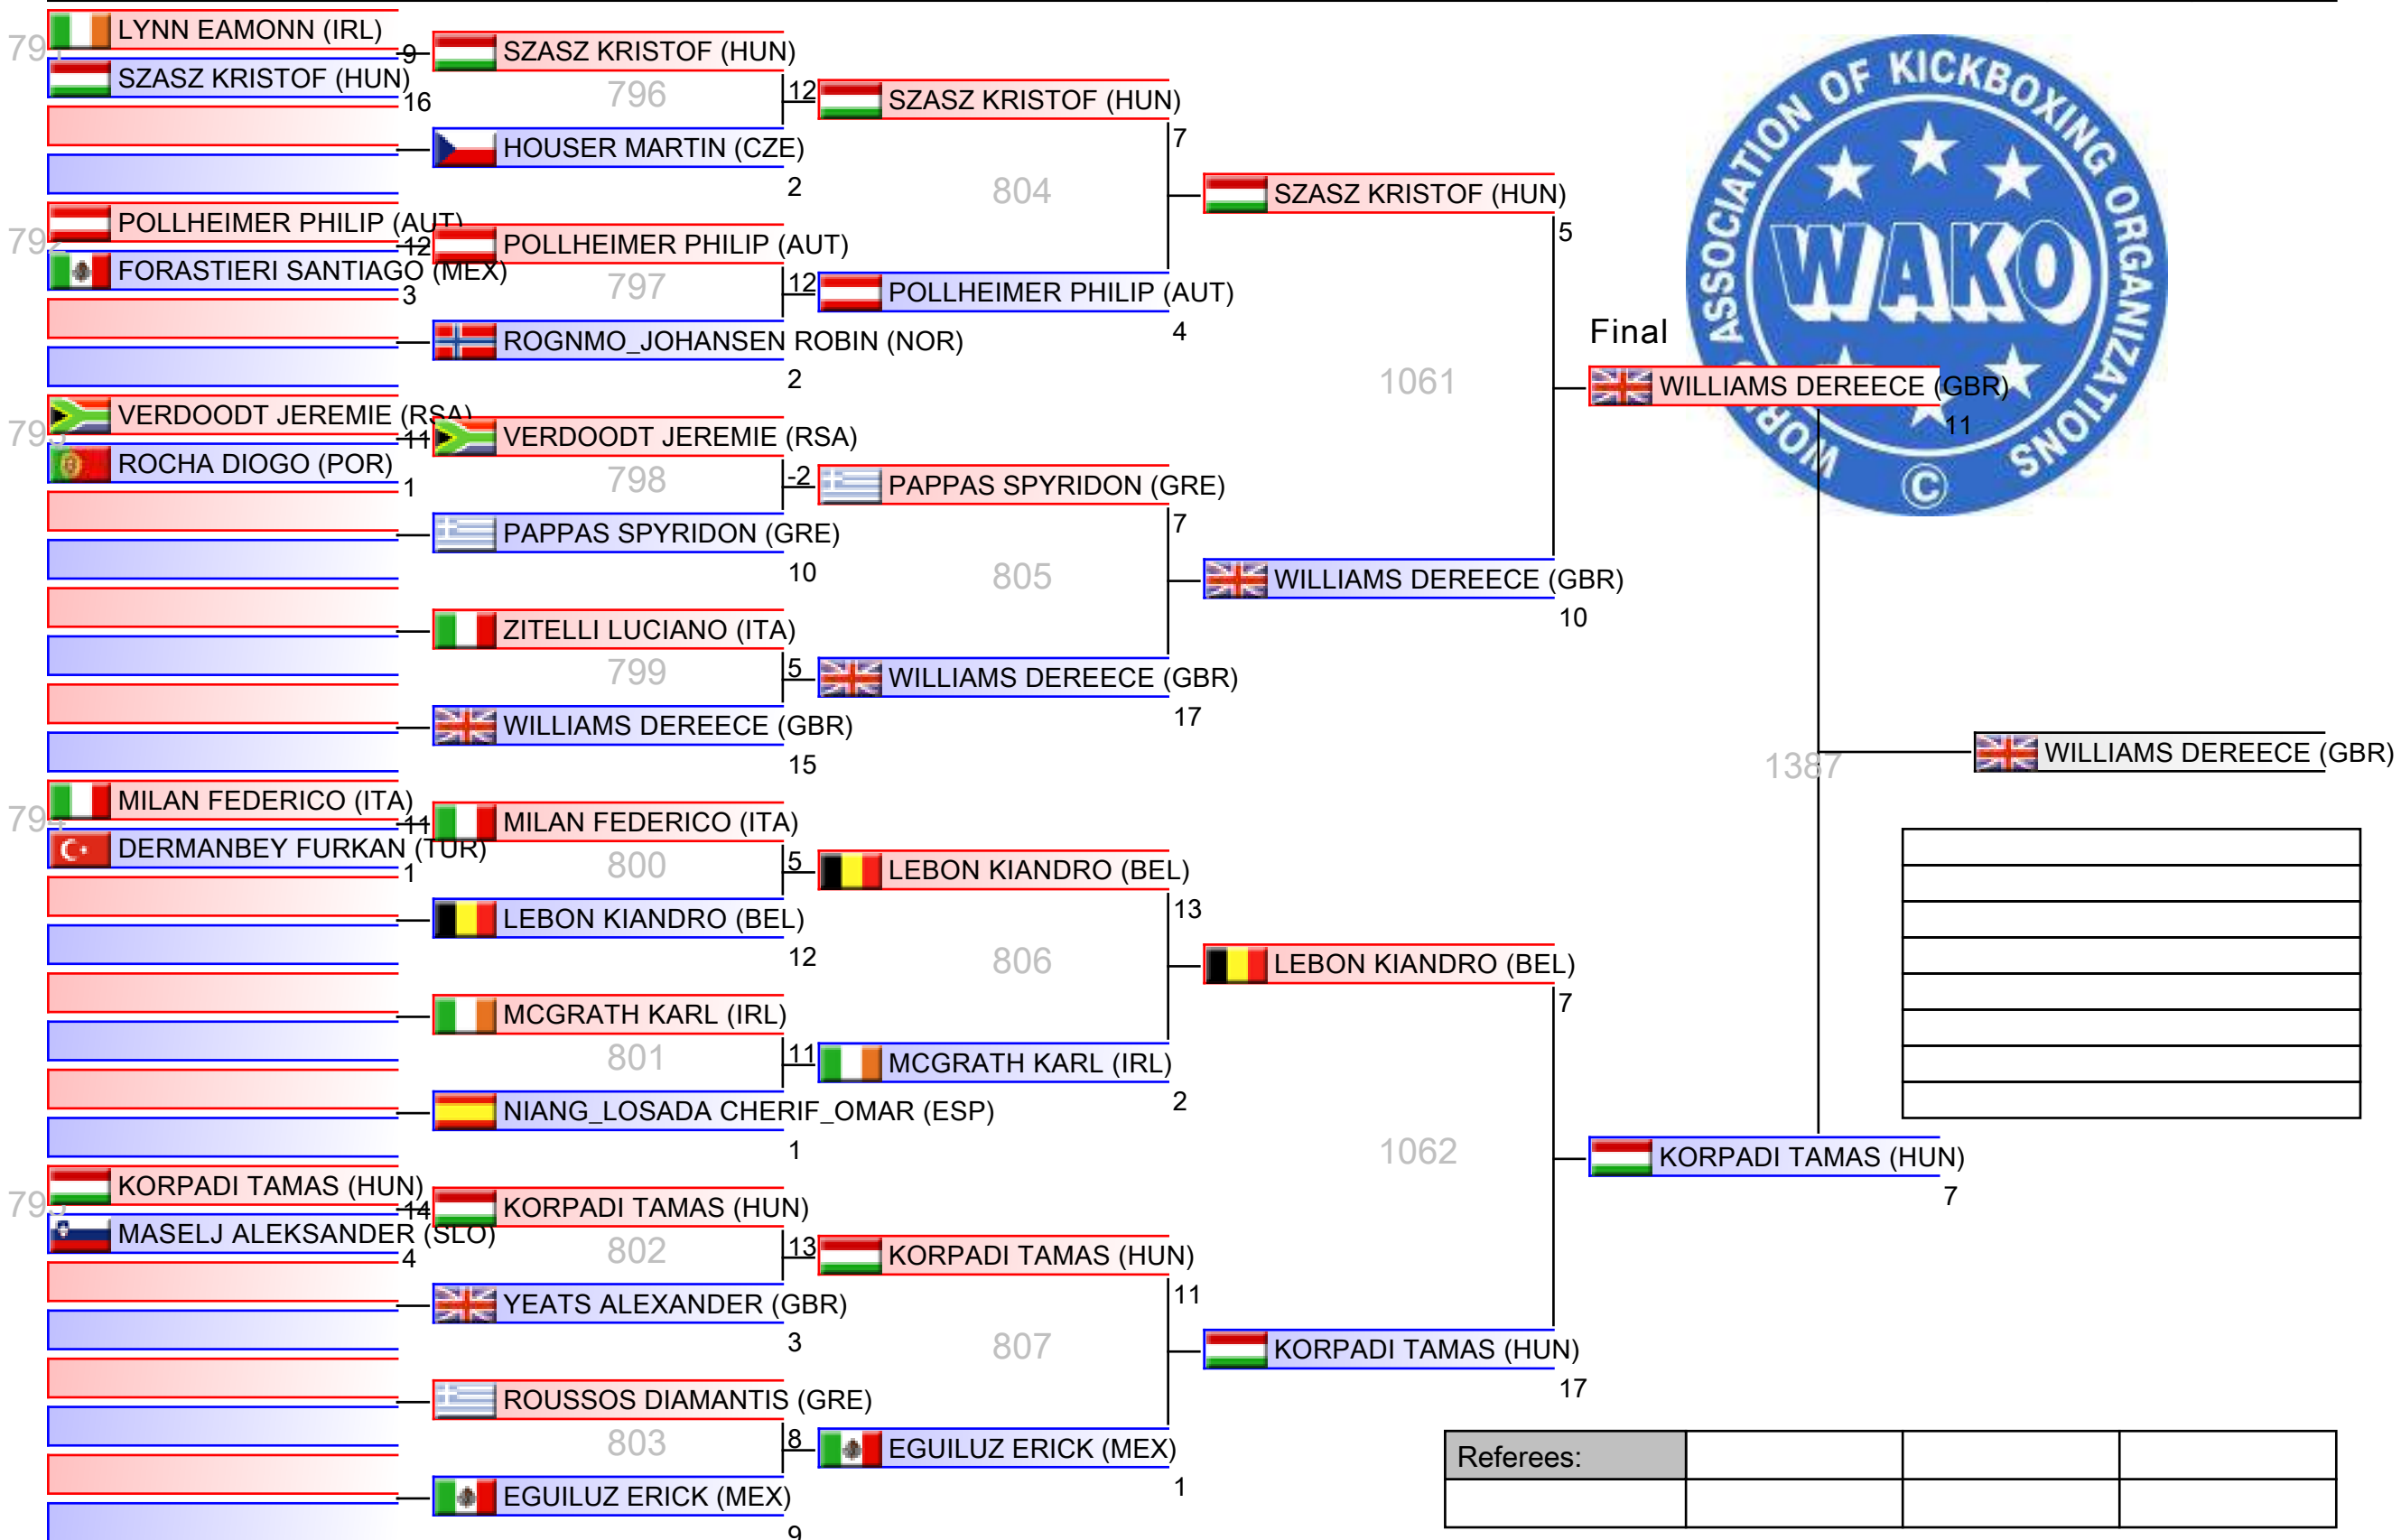 LYNN EAMONN (IRL)
9
SZASZ KRISTOF (HUN)
16
POLLHEIMER PHILIP (AUT)
12
FORASTIERI SANTIAGO (MEX)
3
VERDOODT JEREMIE (RSA)
11
ROCHA DIOGO (POR)
1
MILAN FEDERICO (ITA)
11
794
DERMANBEY FURKAN (TUR)
1
KORPADI TAMAS (HUN)
14
MASELJ ALEKSANDER (SLO)
4
SZASZ KRISTOF (HUN)
796
12
HOUSER MARTIN (CZE)
2
POLLHEIMER PHILIP (AUT)
797
12
ROGNMO_JOHANSEN ROBIN (NOR)
2
VERDOODT JEREMIE (RSA)
798
-2
PAPPAS SPYRIDON (GRE)
10
ZITELLI LUCIANO (ITA)
799
5
WILLIAMS DEREECE (GBR)
15
MILAN FEDERICO (ITA)
800
5
LEBON KIANDRO (BEL)
12
MCGRATH KARL (IRL)
801
11
NIANG_LOSADA CHERIF_OMAR (ESP)
1
KORPADI TAMAS (HUN)
802
13
YEATS ALEXANDER (GBR)
3
ROUSSOS DIAMANTIS (GRE)
803
8
EGUILUZ ERICK (MEX)
9
SZASZ KRISTOF (HUN)
7
804
POLLHEIMER PHILIP (AUT)
4
PAPPAS SPYRIDON (GRE)
7
805
WILLIAMS DEREECE (GBR)
17
LEBON KIANDRO (BEL)
13
806
MCGRATH KARL (IRL)
2
KORPADI TAMAS (HUN)
11
807
EGUILUZ ERICK (MEX)
1
SZASZ KRISTOF (HUN)
5
1061
WILLIAMS DEREECE (GBR)
10
LEBON KIANDRO (BEL)
7
1062
KORPADI TAMAS (HUN)
17
Final
WILLIAMS DEREECE (GBR)
11
1387
KORPADI TAMAS (HUN)
7
WILLIAMS DEREECE (GBR)
ASSOCIATION OF KICKBOXING ORGANIZATIONS
WAKO
©
Referees: